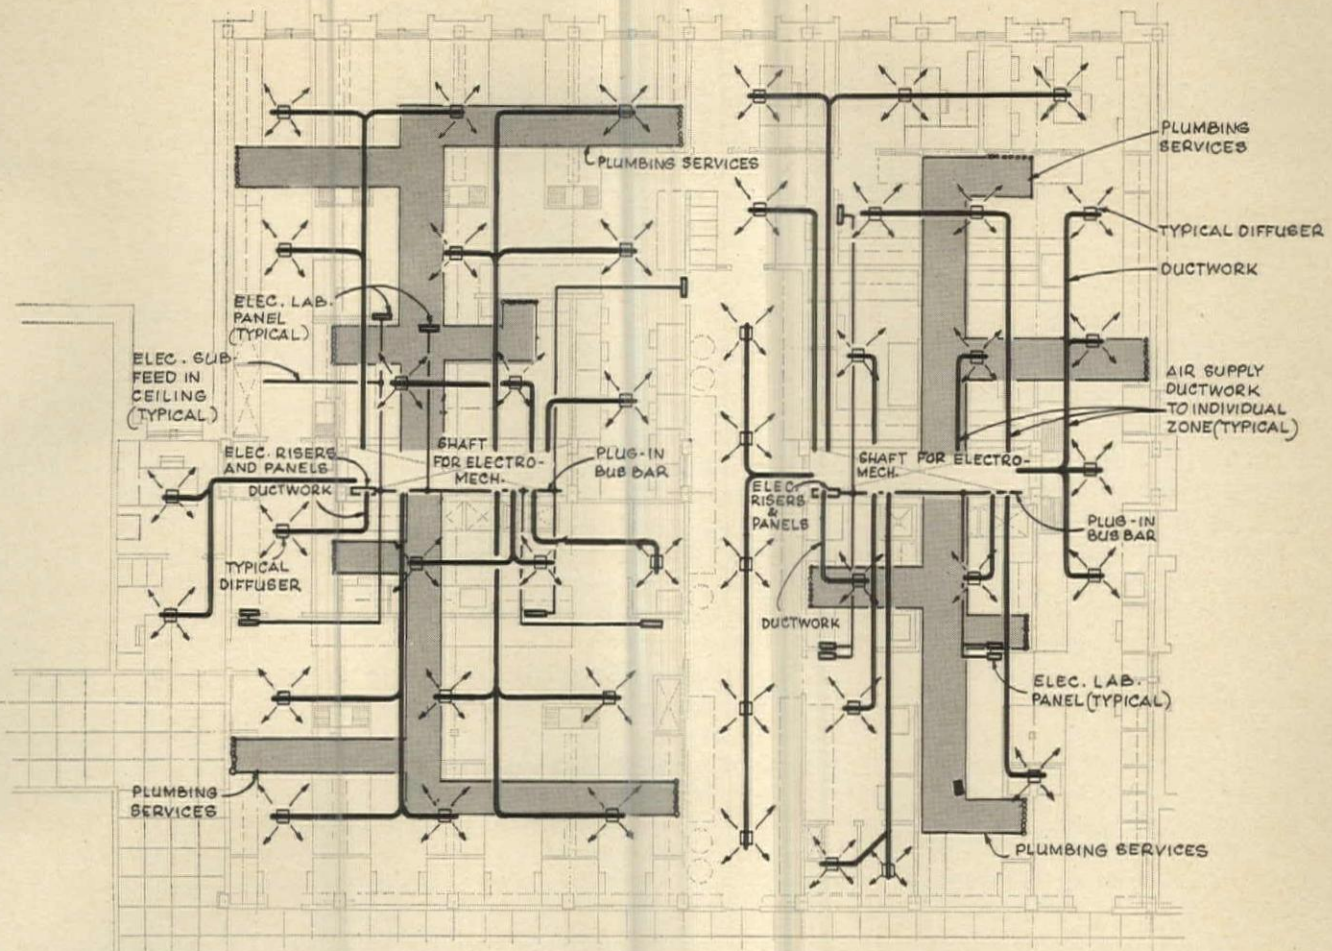 PLUMBING SERVICES
PLUMBING
SERVICES
TYPICAL DIFFUSER
DUCTWORK
ELEC. LAB.
PANEL
(TYPICAL)
ELEC. SUB-
FEED IN
CEILING
(TYPICAL)
AIR SUPPLY
DUCTWORK
TO INDIVIDUAL
ZONE(TYPICAL)
ELEC. RISERS
AND PANELS
DUCTWORK
SHAFT
FOR ELECTRO-
MECH.
PLUG-IN
BUS BAR
SHAFT FOR ELECTRO-
MECH.
ELEC.
RISERS
&
PANELS
PLUG-IN
BUS BAR
TYPICAL
DIFFUSER
DUCTWORK
ELEC. LAB.
PANEL(TYPICAL)
PLUMBING
SERVICES
PLUMBING SERVICES